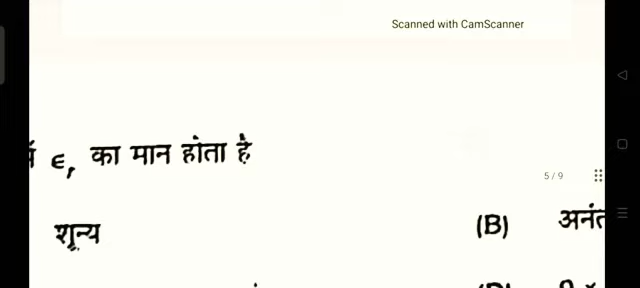 Scanned with CamScanner
ϵᵣ का मान होता है
5 / 9
शून्य
(B) अनंत